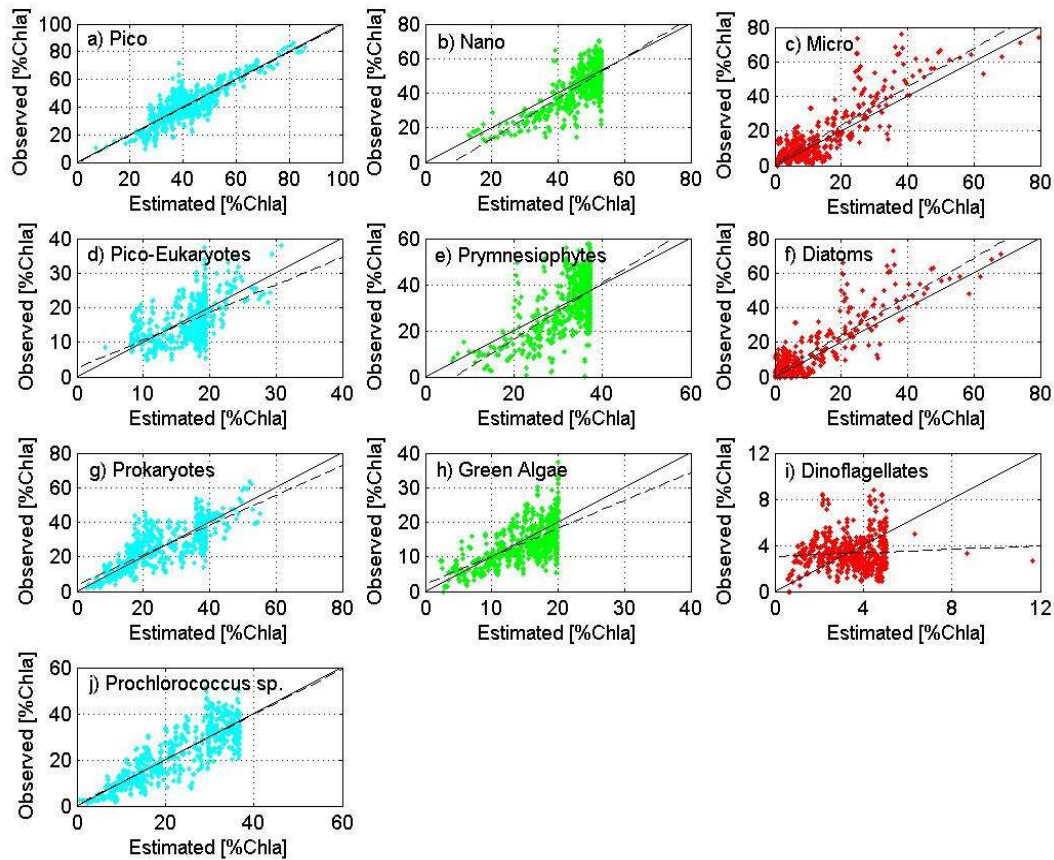 a) Pico
Observed [%Chla]
100
80
60
40
20
0
0 20 40 60 80 100
Estimated [%Chla]
b) Nano
Observed [%Chla]
80
60
40
20
0
0 20 40 60 80
Estimated [%Chla]
c) Micro
Observed [%Chla]
80
60
40
20
0
0 20 40 60 80
Estimated [%Chla]
d) Pico-Eukaryotes
Observed [%Chla]
40
30
20
10
0
0 10 20 30 40
Estimated [%Chla]
e) Prymnesiophytes
Observed [%Chla]
60
40
20
0
0 20 40 60
Estimated [%Chla]
f) Diatoms
Observed [%Chla]
80
60
40
20
0
0 20 40 60 80
Estimated [%Chla]
g) Prokaryotes
Observed [%Chla]
80
60
40
20
0
0 20 40 60 80
Estimated [%Chla]
h) Green Algae
Observed [%Chla]
40
30
20
10
0
0 10 20 30 40
Estimated [%Chla]
i) Dinoflagellates
Observed [%Chla]
12
8
4
0
0 4 8 12
Estimated [%Chla]
j) Prochlorococcus sp.
Observed [%Chla]
60
40
20
0
0 20 40 60
Estimated [%Chla]